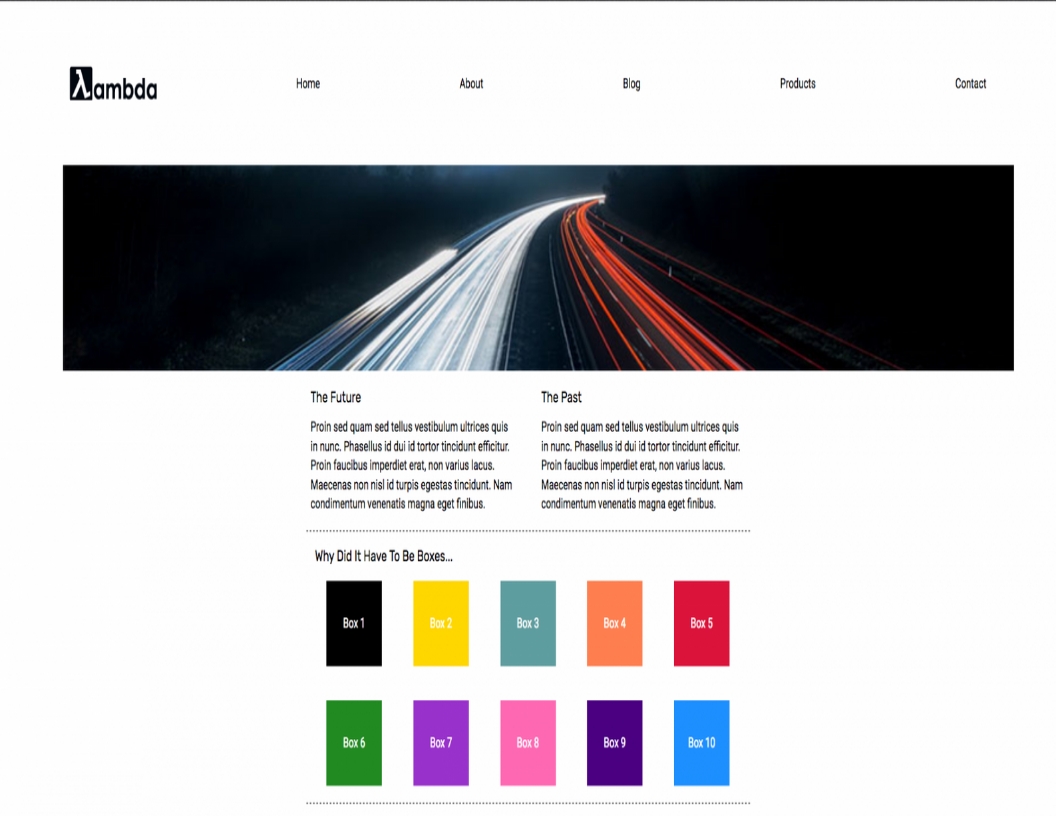 λambda
Home About Blog Products Contact
The Future
Proin sed quam sed tellus vestibulum ultrices quis
in nunc. Phasellus id dui id tortor tincidunt efficitur.
Proin faucibus imperdiet erat, non varius lacus.
Maecenas non nisl id turpis egestas tincidunt. Nam
condimentum venenatis magna eget finibus.
The Past
Proin sed quam sed tellus vestibulum ultrices quis
in nunc. Phasellus id dui id tortor tincidunt efficitur.
Proin faucibus imperdiet erat, non varius lacus.
Maecenas non nisl id turpis egestas tincidunt. Nam
condimentum venenatis magna eget finibus.
Why Did It Have To Be Boxes...
Box 1 Box 2 Box 3 Box 4 Box 5
Box 6 Box 7 Box 8 Box 9 Box 10